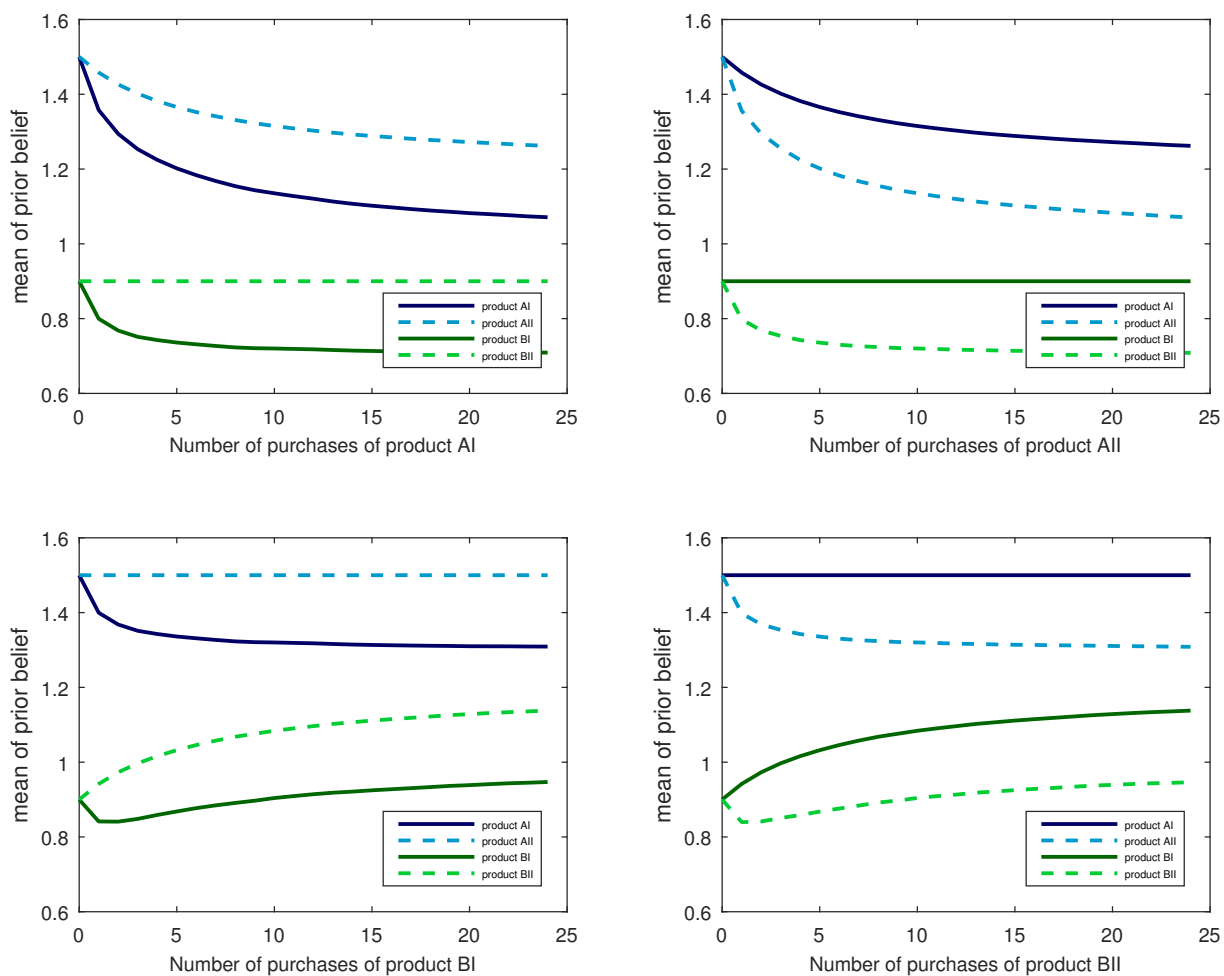 1.6
1.4
1.2
1
0.8
0.6
mean of prior belief
product AI
product AII
product BI
product BII
0 5 10 15 20 25
Number of purchases of product AI
1.6
1.4
1.2
1
0.8
0.6
mean of prior belief
product AI
product AII
product BI
product BII
0 5 10 15 20 25
Number of purchases of product AII
1.6
1.4
1.2
1
0.8
0.6
mean of prior belief
product AI
product AII
product BI
product BII
0 5 10 15 20 25
Number of purchases of product BI
1.6
1.4
1.2
1
0.8
0.6
mean of prior belief
product AI
product AII
product BI
product BII
0 5 10 15 20 25
Number of purchases of product BII